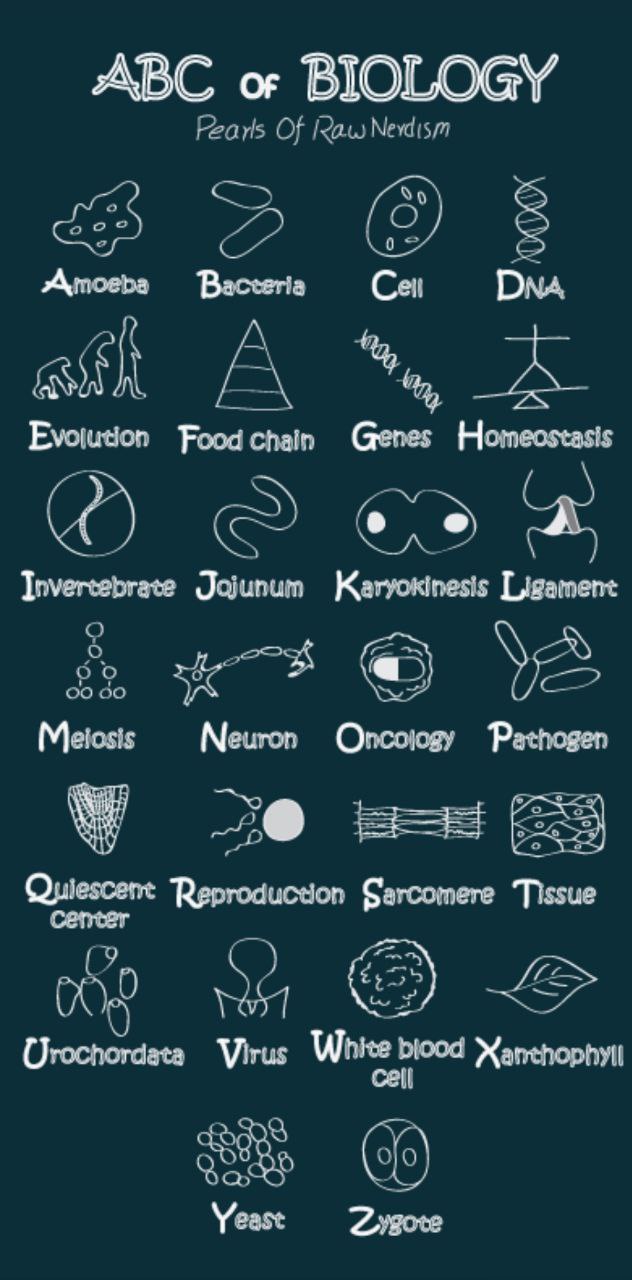 ABC OF BIOLOGY
Pearls Of Raw Nerdism
Amoeba Bacteria Cell DNA
Evolution Food chain Genes Homeostasis
Invertebrate Jojunum Karyokinesis Ligament
Meiosis Neuron Oncology Pathogen
Quiescent center Reproduction Sarcomere Tissue
Urochordata Virus White blood cell Xanthophyll
Yeast Zygote